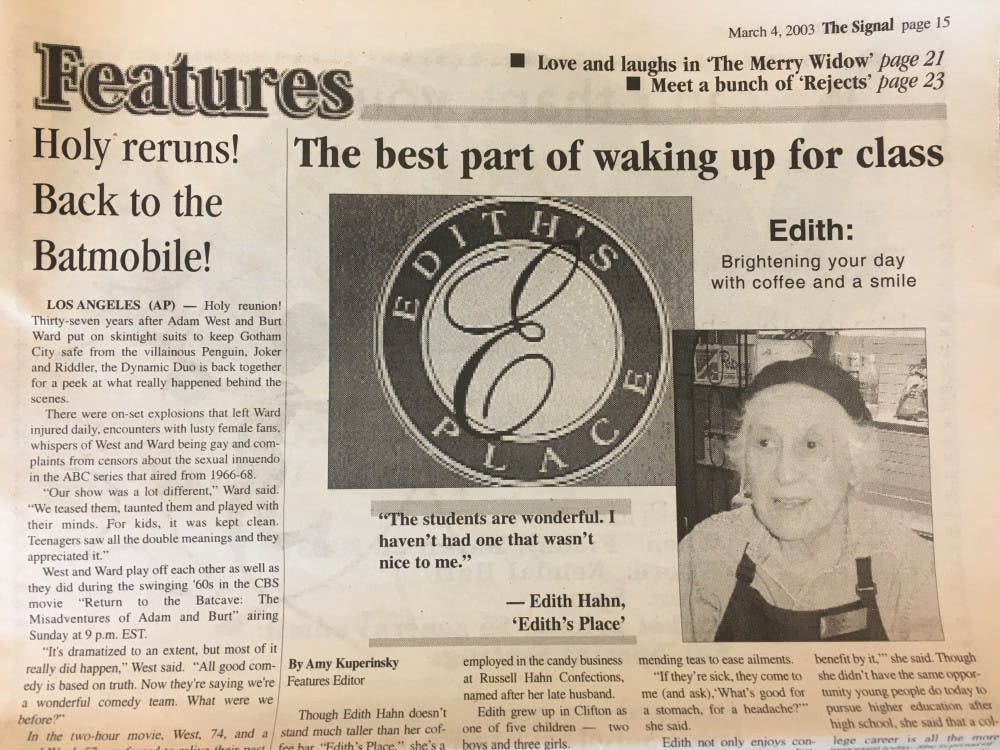 March 4, 2003 The Signal page 15
Features
■ Love and laughs in 'The Merry Widow' page 21
■ Meet a bunch of 'Rejects' page 23
Holy reruns!
Back to the
Batmobile!
LOS ANGELES (AP) — Holy reunion!
Thirty-seven years after Adam West and Burt
Ward put on skintight suits to keep Gotham
City safe from the villainous Penguin, Joker
and Riddler, the Dynamic Duo is back together
for a peek at what really happened behind the
scenes.
There were on-set explosions that left Ward
injured daily, encounters with lusty female fans,
whispers of West and Ward being gay and com-
plaints from censors about the sexual innuendo
in the ABC series that aired from 1966-68.
"Our show was a lot different," Ward said.
"We teased them, taunted them and played with
their minds. For kids, it was kept clean.
Teenagers saw all the double meanings and they
appreciated it."
West and Ward play off each other as well as
they did during the swinging '60s in the CBS
movie "Return to the Batcave: The
Misadventures of Adam and Burt" airing
Sunday at 9 p.m. EST.
"It's dramatized to an extent, but most of it
really did happen," West said. "All good com-
edy is based on truth. Now they're saying we're
a wonderful comedy team. What were we
before?"
In the two-hour movie, West, 74, and a
The best part of waking up for class
EDITH'S
E
PLACE
Edith:
Brightening your day
with coffee and a smile
"The students are wonderful. I
haven't had one that wasn't
nice to me."
— Edith Hahn,
'Edith's Place'
By Amy Kuperinsky
Features Editor
Though Edith Hahn doesn't
stand much taller than her cof-
fee bar, "Edith's Place," she's a
employed in the candy business
at Russell Hahn Confections,
named after her late husband.
Edith grew up in Clifton as
one of five children — two
boys and three girls.
mending teas to ease ailments.
"If they're sick, they come to
me (and ask), 'What's good for
a stomach, for a headache?'"
she said.
Edith not only enjoys con-
benefit by it,'" she said. Though
she didn't have the same oppor-
tunity young people do today to
pursue higher education after
high school, she said that a col-
lege career is all the more